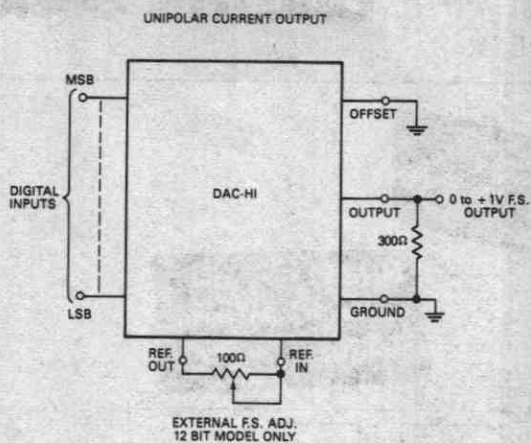 UNIPOLAR CURRENT OUTPUT
MSB
OFFSET
DIGITAL
INPUTS
DAC-HI
OUTPUT
0 to +1V F.S.
OUTPUT
300Ω
LSB
GROUND
REF.
OUT
100Ω
REF.
IN
EXTERNAL F.S. ADJ.
12 BIT MODEL ONLY